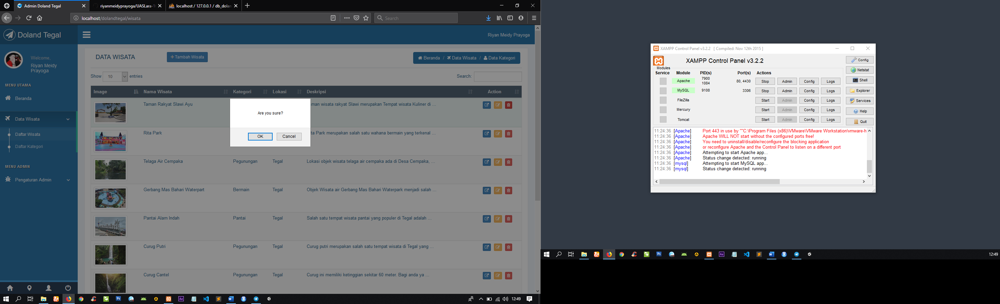 Admin Doland Tegal
riyanmeidyprayoga/UASLara-1
localhost / 127.0.0.1 / db_dolan
localhost/dolandtegal/wisata
Search
Doland Tegal
Riyan Meidy Prayoga
Welcome,
Riyan Meidy
Prayoga
MENU UTAMA
Beranda
Data Wisata
Daftar Wisata
Daftar Kategori
MENU ADMIN
Pengaturan Admin
DATA WISATA
Tambah Wisata
Beranda / Data Wisata / Data Kategori
Show 10 entries
Search:
Image Nama Wisata Kategori Lokasi Deskripsi Action
Taman Rakyat Slawi Ayu man wisata rakyat Slawi merupakan Tempat wisata Kuliner di ...
Rita Park ta Park merupakan salah satu wahana bermain yang terkenal ...
Telaga Air Cempaka Pegunungan Tegal Lokasi objek wisata telaga air cempaka ada di Desa Cempaka, ...
Gerbang Mas Bahari Waterpart Bermain Tegal Objek Wisata air Gerbang Mas Bahari Waterpark menjadi salah ...
Pantai Alam Indah Pantai Tegal Salah satu tempat wisata pantai yang populer di Tegal adalah ...
Curug Putri Pegunungan Tegal Curug putri merupakan salah satu tempat wisata di Tegal yang ...
Curug Cantel Pegunungan Tegal Curug ini memiliki ketinggian sekitar 60 meter. Bagi anda ya ...
Are you sure?
OK Cancel
Ps
Ae
12:49
XAMPP Control Panel v3.2.2 [ Compiled: Nov 12th 2015 ]
XAMPP Control Panel v3.2.2
Modules
Service Module PID(s) Port(s) Actions
Apache 7900 1084 80, 4430 Stop Admin Config Logs
MySQL 9108 3306 Stop Admin Config Logs
FileZilla Start Admin Config Logs
Mercury Start Admin Config Logs
Tomcat Start Admin Config Logs
Config
Netstat
Shell
Explorer
Services
Help
Quit
11:24:36 [Apache] Port 443 in use by ""C:\Program Files (x86)\VMware\VMware Workstation\vmware-h
11:24:36 [Apache] Apache WILL NOT start without the configured ports free!
11:24:36 [Apache] You need to uninstall/disable/reconfigure the blocking application
11:24:36 [Apache] or reconfigure Apache and the Control Panel to listen on a different port
11:24:36 [Apache] Attempting to start Apache app...
11:24:36 [Apache] Status change detected: running
11:24:36 [mysql] Attempting to start MySQL app...
11:24:36 [mysql] Status change detected: running
Ps
Ae
12:49